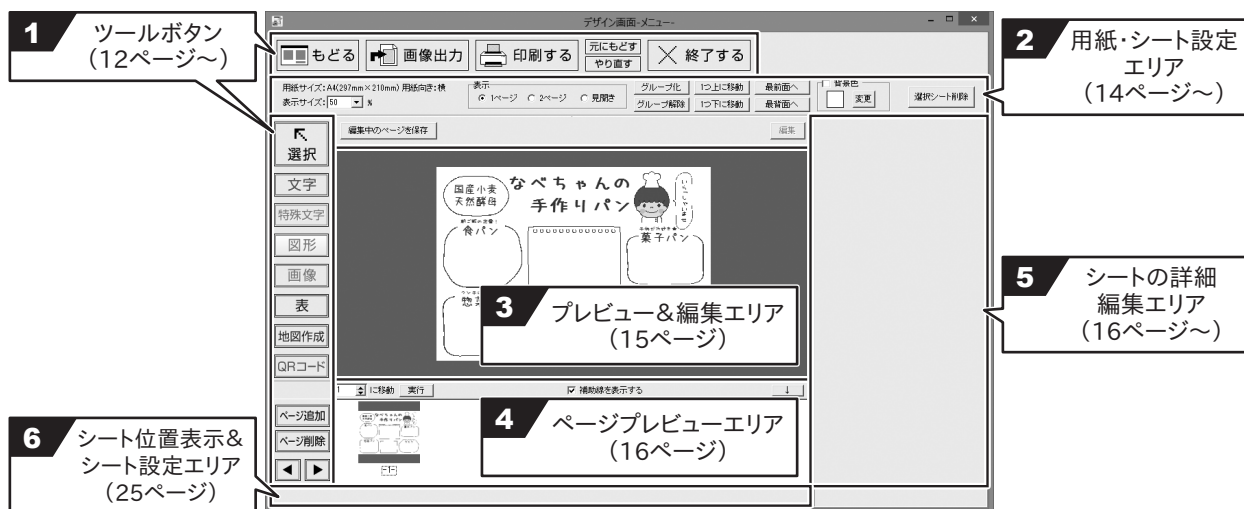 1 ツールボタン
（12ページ〜）
2 用紙・シート設定
エリア
（14ページ〜）
デザイン画面-メニュー-
もどる 画像出力 印刷する 元にもどす やり直す 終了する
用紙サイズ:A4(297mm×210mm) 用紙向き:横
表示サイズ: 50 %
表示
1ページ 2ページ 見開き
グループ化 1つ上に移動 最前面へ
グループ解除 1つ下に移動 最背面へ
背景色
変更
選択シート削除
編集中のページを保存 編集
選択
文字
特殊文字
図形
画像
表
地図作成
QRコード
国産小麦
天然酵母
なべちゃんの
手作りパン
食パン
菓子パン
3 プレビュー＆編集エリア
（15ページ）
5 シートの詳細
編集エリア
（16ページ〜）
1 に移動 実行 補助線を表示する ↓
4 ページプレビューエリア
（16ページ）
ページ追加
ページ削除
◀ ▶
-1-
6 シート位置表示＆
シート設定エリア
（25ページ）